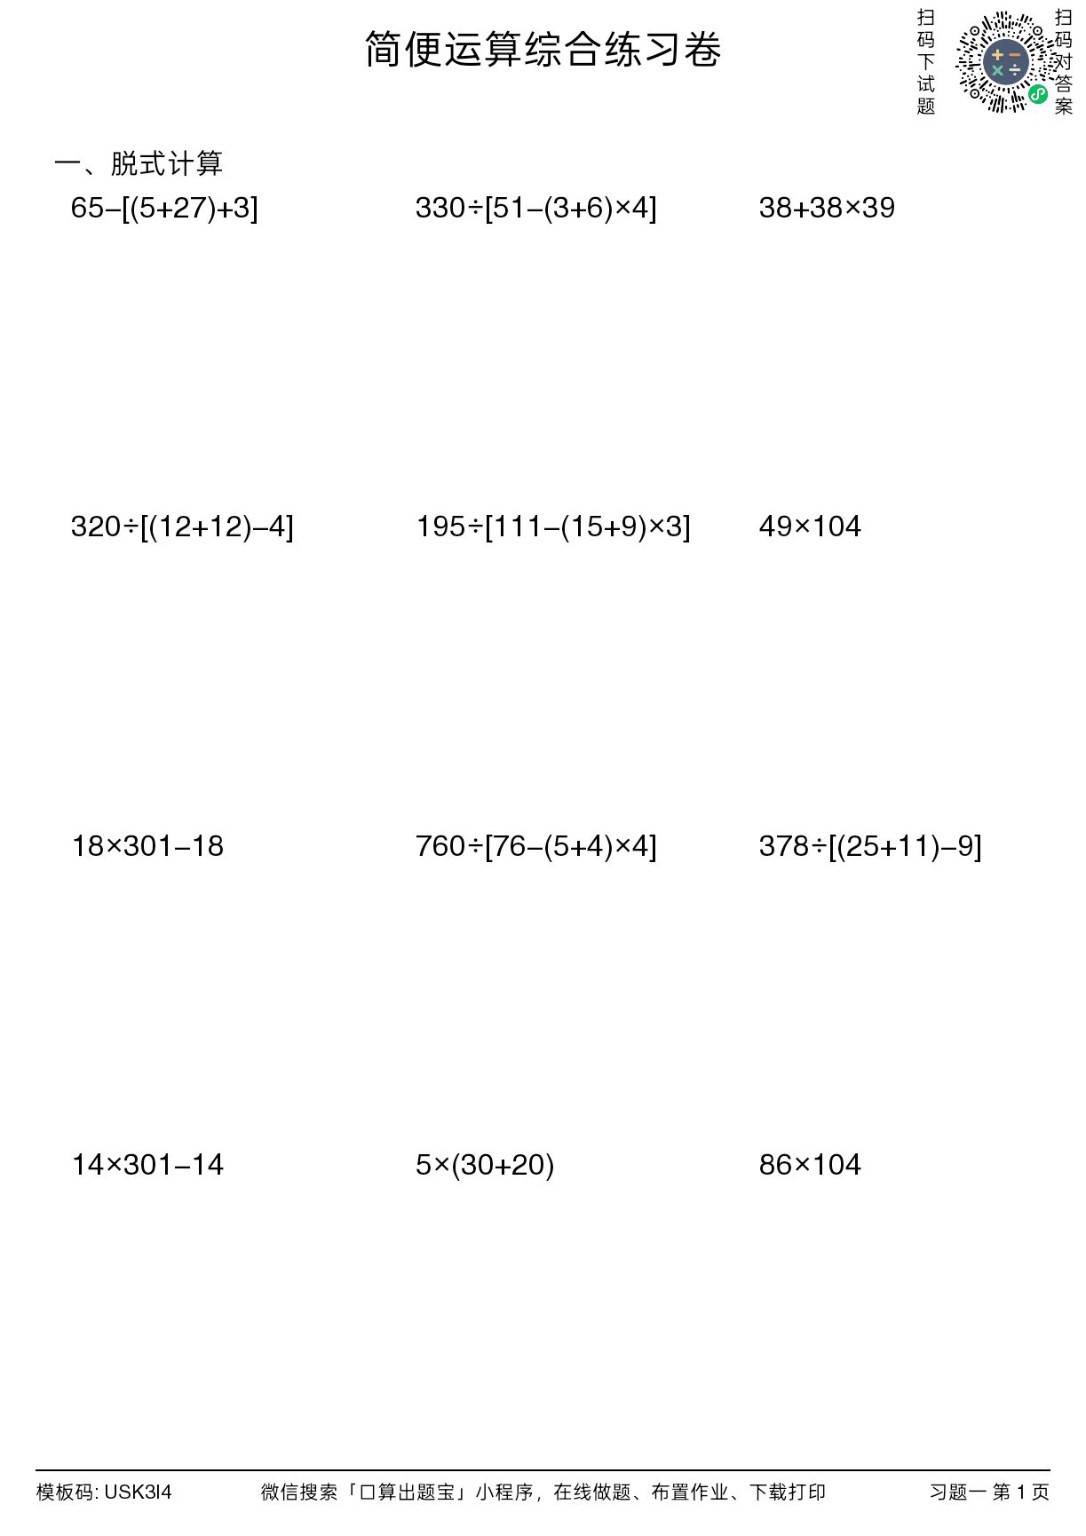 简便运算综合练习卷
扫码下试题
扫码对答案
一、脱式计算
65−[(5+27)+3] 330÷[51−(3+6)×4] 38+38×39
320÷[(12+12)−4] 195÷[111−(15+9)×3] 49×104
18×301−18 760÷[76−(5+4)×4] 378÷[(25+11)−9]
14×301−14 5×(30+20) 86×104
模板码: USK3I4 微信搜索「口算出题宝」小程序，在线做题、布置作业、下载打印 习题一 第 1 页